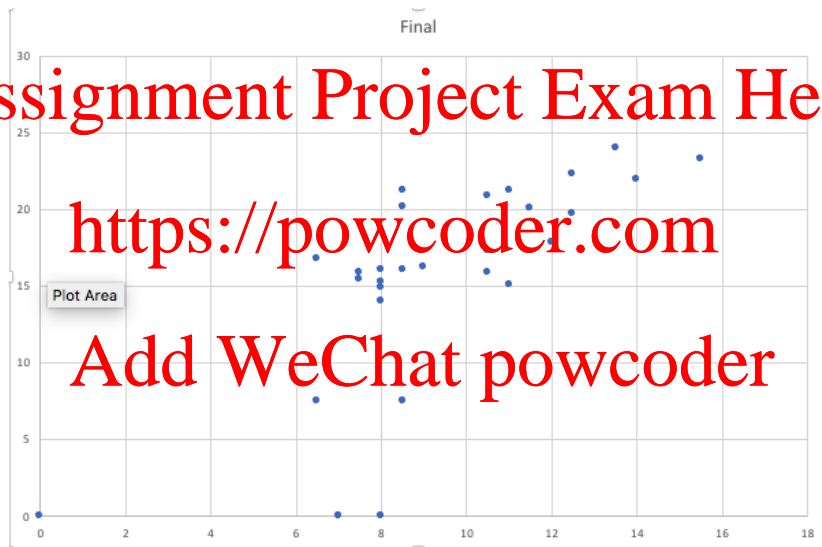 Final
30
ssignment Project Exam He
25
20
https://powcoder.com
15
Plot Area
10
Add WeChat powcoder
5
0
0 2 4 6 8 10 12 14 16 18